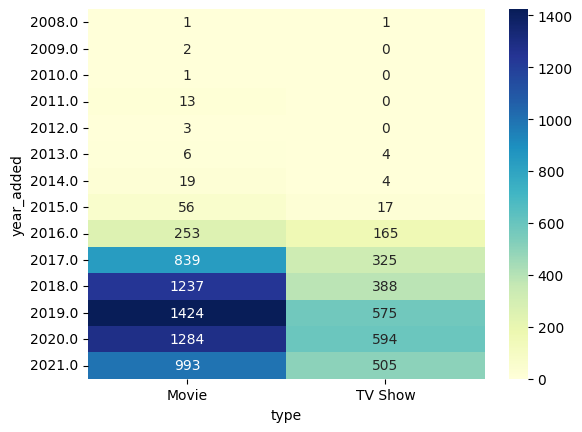 2008.0 1 1
2009.0 2 0
2010.0 1 0
2011.0 13 0
2012.0 3 0
2013.0 6 4
2014.0 19 4
2015.0 56 17
2016.0 253 165
2017.0 839 325
2018.0 1237 388
2019.0 1424 575
2020.0 1284 594
2021.0 993 505
Movie TV Show
type
year_added
1400
1200
1000
800
600
400
200
0